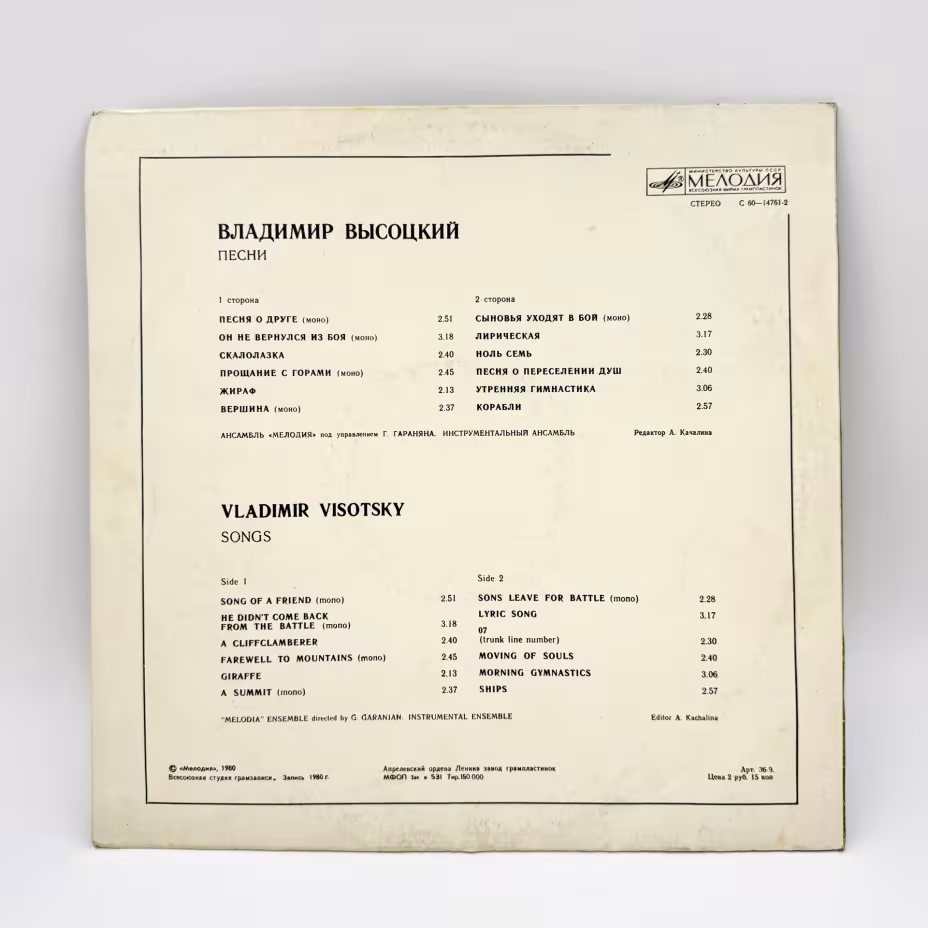 МИНИСТЕРСТВО КУЛЬТУРЫ СССР
МЕЛОДИЯ
ВСЕСОЮЗНАЯ ФИРМА ГРАМПЛАСТИНОК
СТЕРЕО С 60—14761-2
ВЛАДИМИР ВЫСОЦКИЙ
ПЕСНИ
1 сторона
ПЕСНЯ О ДРУГЕ (моно) 2.51
ОН НЕ ВЕРНУЛСЯ ИЗ БОЯ (моно) 3.18
СКАЛОЛАЗКА 2.40
ПРОЩАНИЕ С ГОРАМИ (моно) 2.45
ЖИРАФ 2.13
ВЕРШИНА (моно) 2.37
2 сторона
СЫНОВЬЯ УХОДЯТ В БОЙ (моно) 2.28
ЛИРИЧЕСКАЯ 3.17
НОЛЬ СЕМЬ 2.30
ПЕСНЯ О ПЕРЕСЕЛЕНИИ ДУШ 2.40
УТРЕННЯЯ ГИМНАСТИКА 3.06
КОРАБЛИ 2.57
АНСАМБЛЬ «МЕЛОДИЯ» под управлением Г. ГАРАНЯНА. ИНСТРУМЕНТАЛЬНЫЙ АНСАМБЛЬ Редактор А. Качалина
VLADIMIR VISOTSKY
SONGS
Side 1
SONG OF A FRIEND (mono) 2.51
HE DIDN'T COME BACK
FROM THE BATTLE (mono) 3.18
A CLIFFCLAMBERER 2.40
FAREWELL TO MOUNTAINS (mono) 2.45
GIRAFFE 2.13
A SUMMIT (mono) 2.37
Side 2
SONS LEAVE FOR BATTLE (mono) 2.28
LYRIC SONG 3.17
07
(trunk line number) 2.30
MOVING OF SOULS 2.40
MORNING GYMNASTICS 3.06
SHIPS 2.57
"MELODIA" ENSEMBLE directed by G. GARANIAN. INSTRUMENTAL ENSEMBLE Editor A. Kachalina
© «Мелодия», 1980
Всесоюзная студия грамзаписи. Запись 1980 г.
Апрелевский ордена Ленина завод грампластинок
МФОП Зак в 531 Тир.150 000
Арт. 36-9.
Цена 2 руб. 15 коп